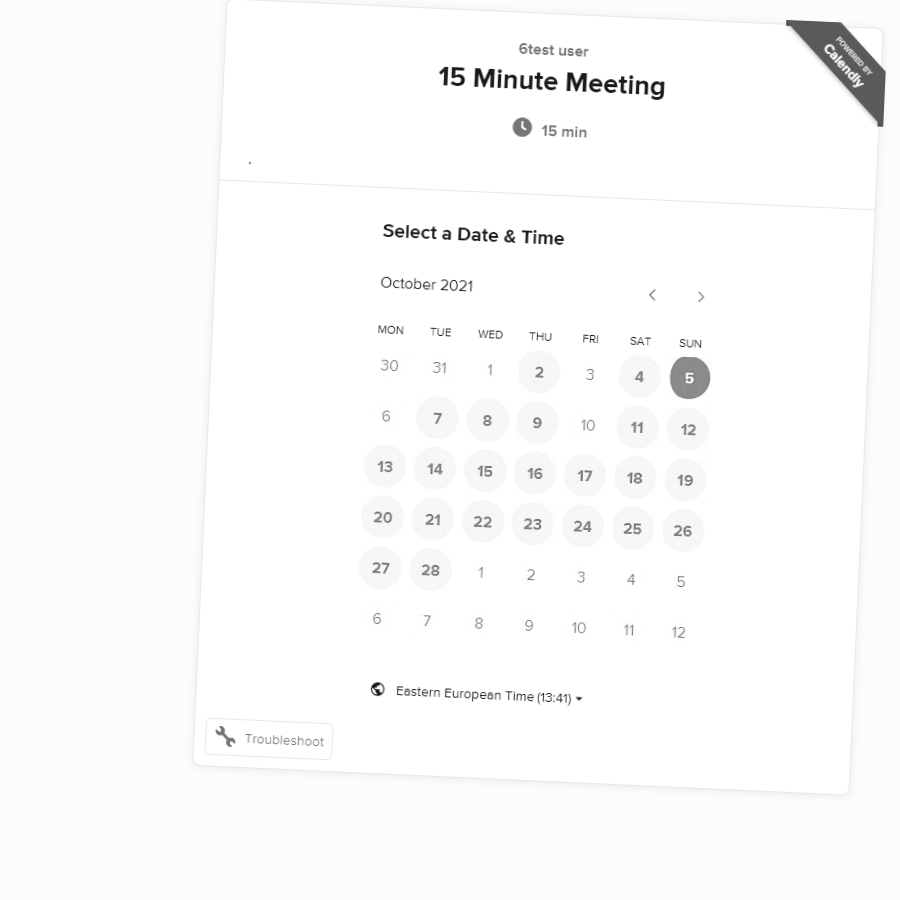 6test user
15 Minute Meeting
15 min
POWERED BY
Calendly
Select a Date & Time
October 2021
MON TUE WED THU FRI SAT SUN
30 31 1 2 3 4 5
6 7 8 9 10 11 12
13 14 15 16 17 18 19
20 21 22 23 24 25 26
27 28 1 2 3 4 5
6 7 8 9 10 11 12
Eastern European Time (13:41)
Troubleshoot